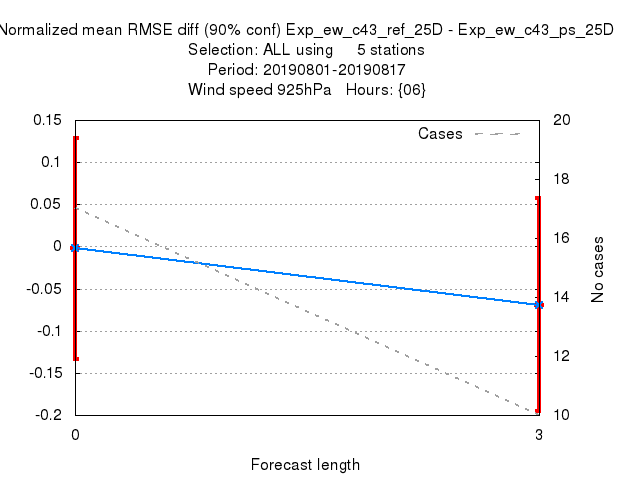 Normalized mean RMSE diff (90% conf) Exp_ew_c43_ref_25D - Exp_ew_c43_ps_25D
Selection: ALL using 5 stations
Period: 20190801-20190817
Wind speed 925hPa Hours: {06}
Cases
0.15
0.1
0.05
0
-0.05
-0.1
-0.15
-0.2
20
18
16
14
12
10
No cases
0
3
Forecast length